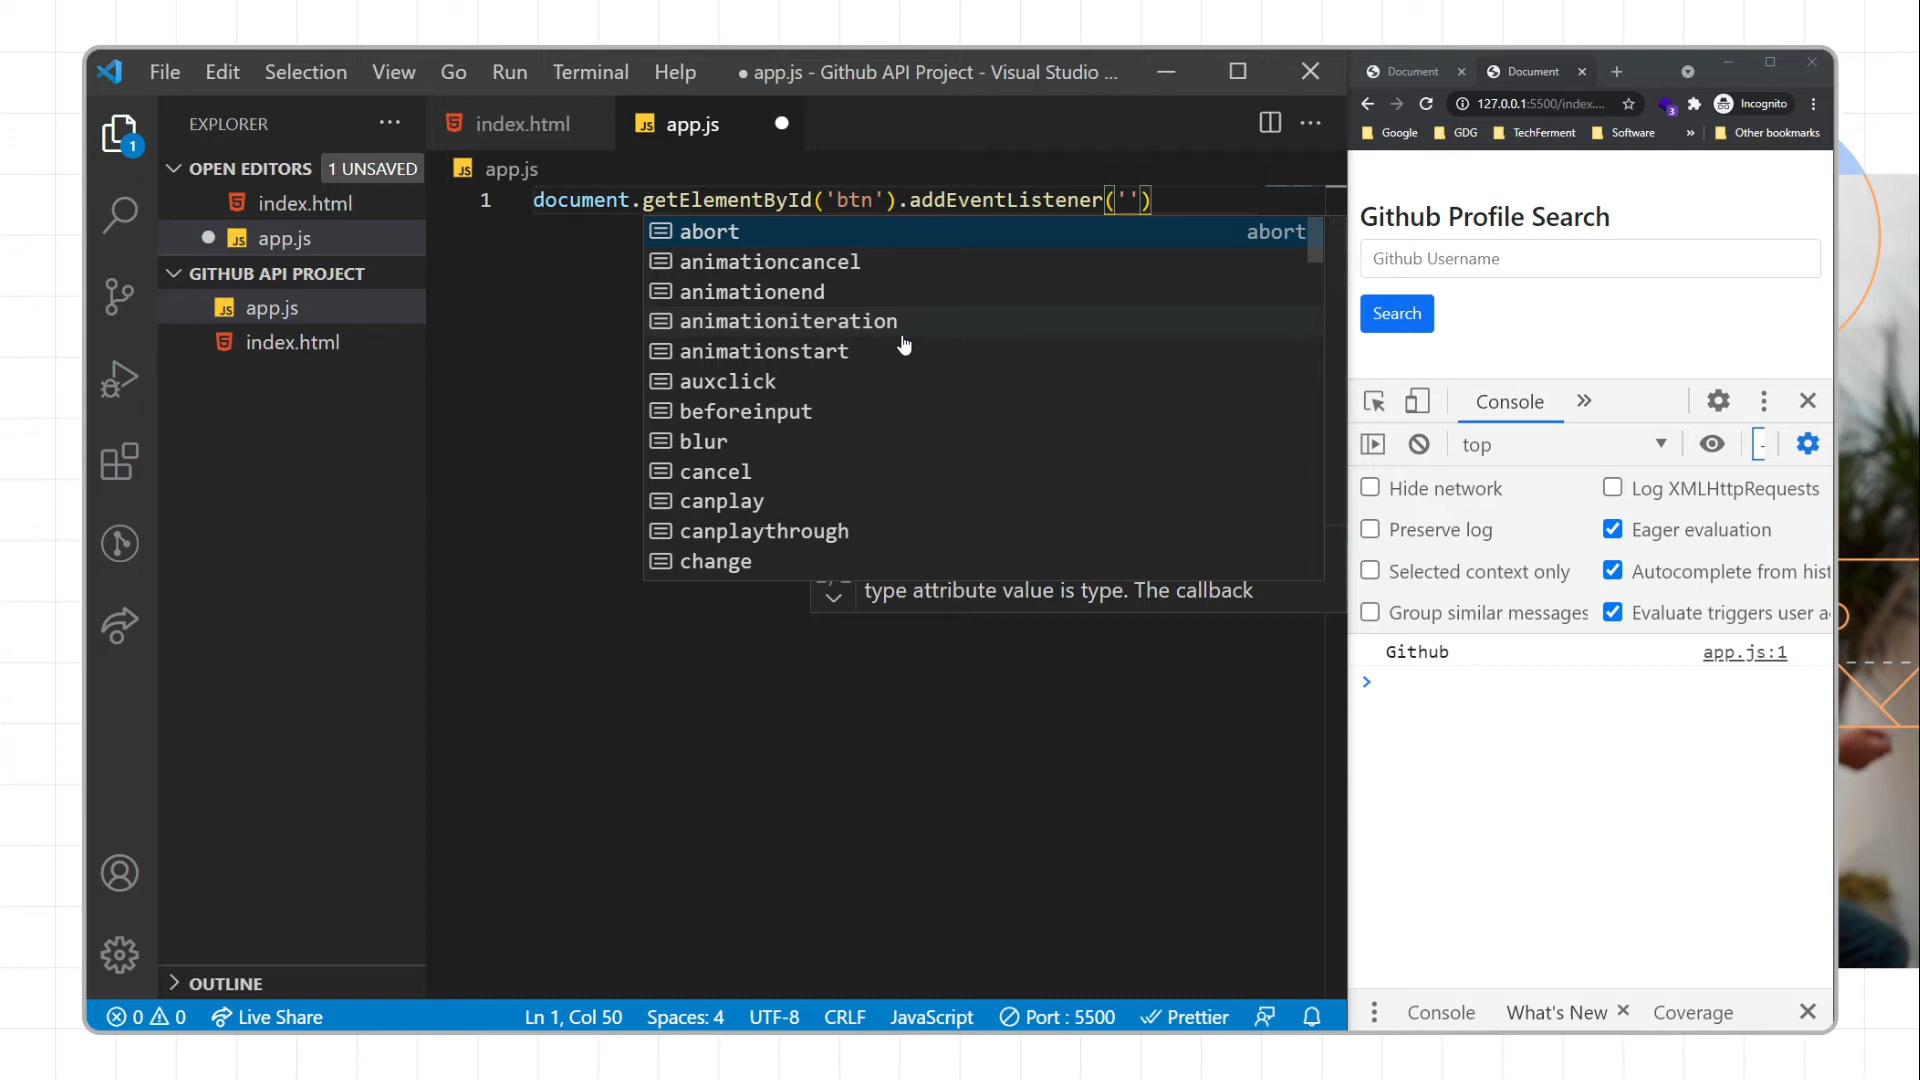 File Edit Selection View Go Run Terminal Help ● app.js - Github API Project - Visual Studio ...
EXPLORER
OPEN EDITORS 1 UNSAVED
index.html
app.js
GITHUB API PROJECT
app.js
index.html
OUTLINE
index.html app.js
app.js
1 document.getElementById('btn').addEventListener('')
abort abort
animationcancel
animationend
animationiteration
animationstart
auxclick
beforeinput
blur
cancel
canplay
canplaythrough
change
type attribute value is type. The callback
1
0 0 Live Share Ln 1, Col 50 Spaces: 4 UTF-8 CRLF JavaScript Port : 5500 Prettier
Document Document
127.0.0.1:5500/index.... 3 Incognito
Google GDG TechFerment Software » Other bookmarks
Github Profile Search
Github Username
Search
Console
top
Hide network Log XMLHttpRequests
Preserve log Eager evaluation
Selected context only Autocomplete from hist
Group similar messages Evaluate triggers user a
Github app.js:1
Console What's New Coverage